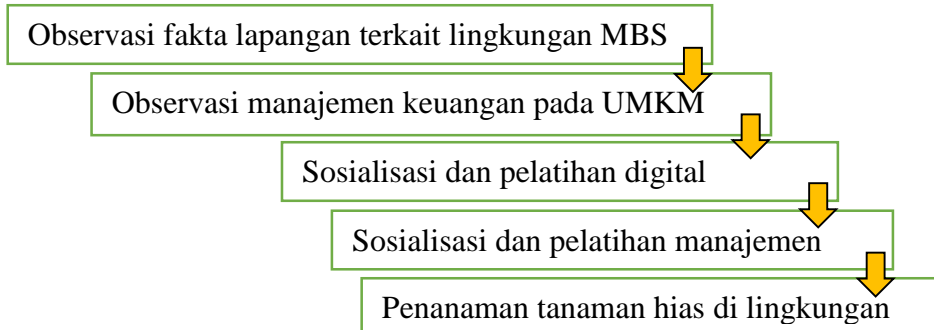 Observasi fakta lapangan terkait lingkungan MBS
Observasi manajemen keuangan pada UMKM
Sosialisasi dan pelatihan digital
Sosialisasi dan pelatihan manajemen
Penanaman tanaman hias di lingkungan